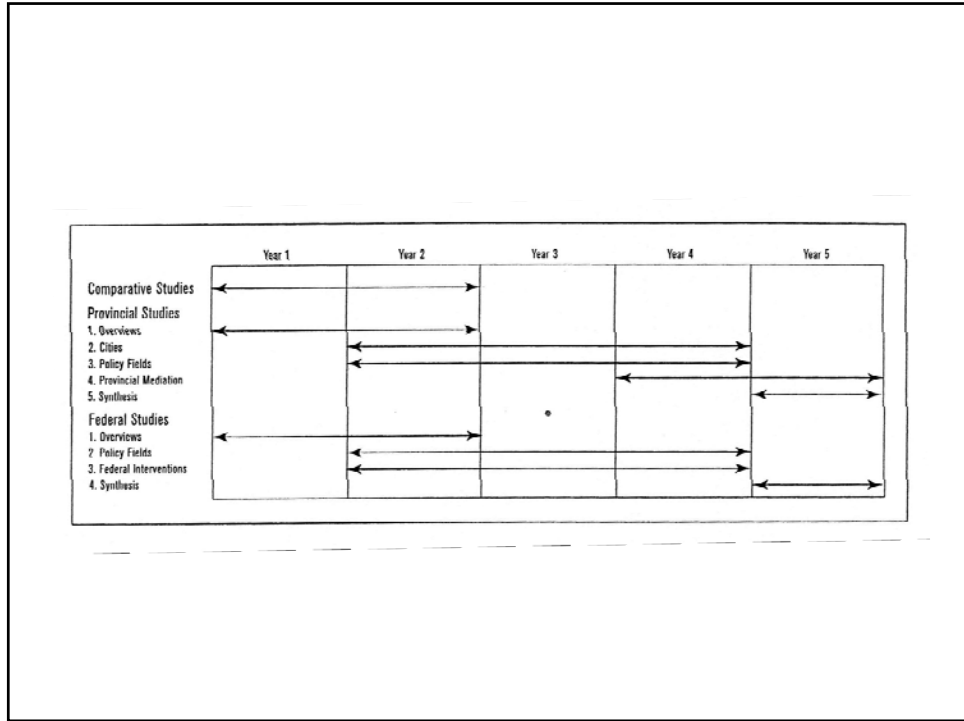 Year 1 Year 2 Year 3 Year 4 Year 5
Comparative Studies
Provincial Studies
1. Overviews
2. Cities
3. Policy Fields
4. Provincial Mediation
5. Synthesis
Federal Studies
1. Overviews
2 Policy Fields
3. Federal Interventions
4. Synthesis